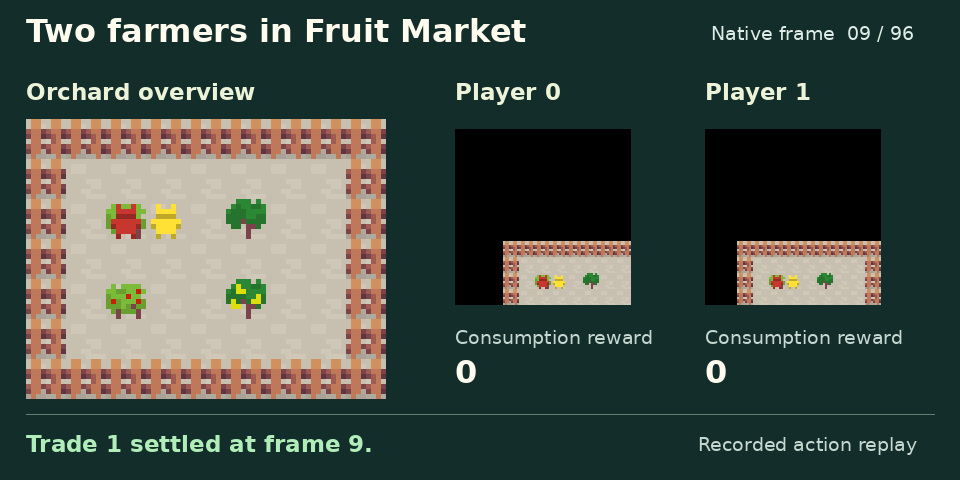 Two farmers in Fruit Market
Native frame 09 / 96
Orchard overview
Player 0
Player 1
Consumption reward
0
Consumption reward
0
Trade 1 settled at frame 9.
Recorded action replay